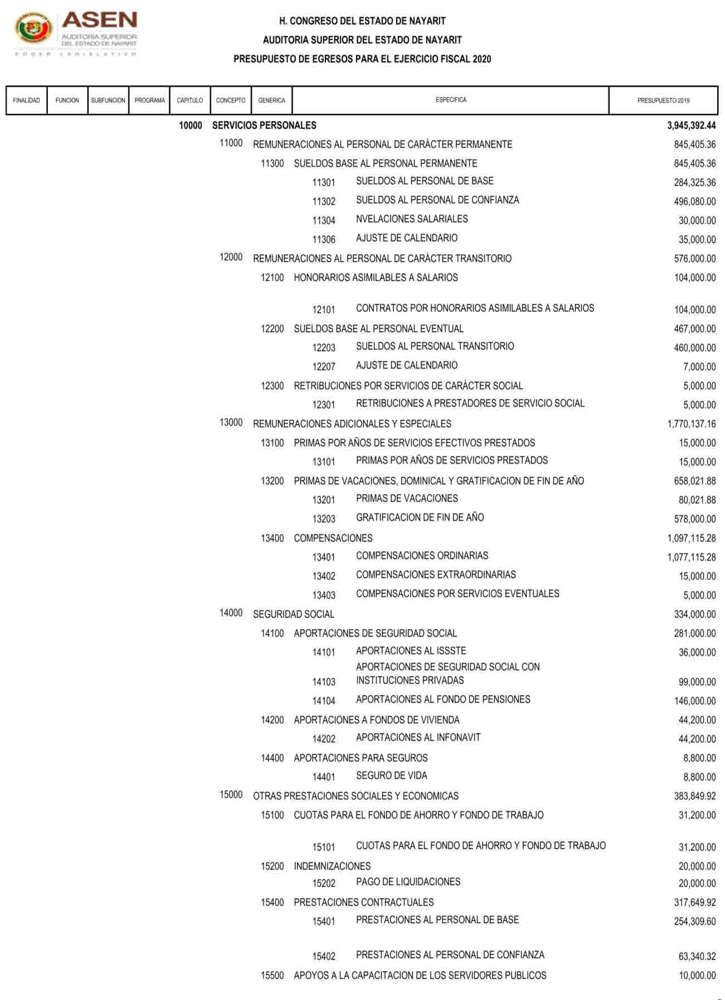 ASEN
AUDITORÍA SUPERIOR
DEL ESTADO DE NAYARIT
PODER LEGISLATIVO
H. CONGRESO DEL ESTADO DE NAYARIT
AUDITORIA SUPERIOR DEL ESTADO DE NAYARIT
PRESUPUESTO DE EGRESOS PARA EL EJERCICIO FISCAL 2020
FINALIDAD FUNCION SUBFUNCION PROGRAMA CAPITULO CONCEPTO GENERICA ESPECIFICA PRESUPUESTO 2019
10000 SERVICIOS PERSONALES 3,945,392.44
11000 REMUNERACIONES AL PERSONAL DE CARÁCTER PERMANENTE 845,405.36
11300 SUELDOS BASE AL PERSONAL PERMANENTE 845,405.36
11301 SUELDOS AL PERSONAL DE BASE 284,325.36
11302 SUELDOS AL PERSONAL DE CONFIANZA 496,080.00
11304 NVELACIONES SALARIALES 30,000.00
11306 AJUSTE DE CALENDARIO 35,000.00
12000 REMUNERACIONES AL PERSONAL DE CARÁCTER TRANSITORIO 576,000.00
12100 HONORARIOS ASIMILABLES A SALARIOS 104,000.00
12101 CONTRATOS POR HONORARIOS ASIMILABLES A SALARIOS 104,000.00
12200 SUELDOS BASE AL PERSONAL EVENTUAL 467,000.00
12203 SUELDOS AL PERSONAL TRANSITORIO 460,000.00
12207 AJUSTE DE CALENDARIO 7,000.00
12300 RETRIBUCIONES POR SERVICIOS DE CARÁCTER SOCIAL 5,000.00
12301 RETRIBUCIONES A PRESTADORES DE SERVICIO SOCIAL 5,000.00
13000 REMUNERACIONES ADICIONALES Y ESPECIALES 1,770,137.16
13100 PRIMAS POR AÑOS DE SERVICIOS EFECTIVOS PRESTADOS 15,000.00
13101 PRIMAS POR AÑOS DE SERVICIOS PRESTADOS 15,000.00
13200 PRIMAS DE VACACIONES, DOMINICAL Y GRATIFICACION DE FIN DE AÑO 658,021.88
13201 PRIMAS DE VACACIONES 80,021.88
13203 GRATIFICACION DE FIN DE AÑO 578,000.00
13400 COMPENSACIONES 1,097,115.28
13401 COMPENSACIONES ORDINARIAS 1,077,115.28
13402 COMPENSACIONES EXTRAORDINARIAS 15,000.00
13403 COMPENSACIONES POR SERVICIOS EVENTUALES 5,000.00
14000 SEGURIDAD SOCIAL 334,000.00
14100 APORTACIONES DE SEGURIDAD SOCIAL 281,000.00
14101 APORTACIONES AL ISSSTE 36,000.00
APORTACIONES DE SEGURIDAD SOCIAL CON
14103 INSTITUCIONES PRIVADAS 99,000.00
14104 APORTACIONES AL FONDO DE PENSIONES 146,000.00
14200 APORTACIONES A FONDOS DE VIVIENDA 44,200.00
14202 APORTACIONES AL INFONAVIT 44,200.00
14400 APORTACIONES PARA SEGUROS 8,800.00
14401 SEGURO DE VIDA 8,800.00
15000 OTRAS PRESTACIONES SOCIALES Y ECONOMICAS 383,849.92
15100 CUOTAS PARA EL FONDO DE AHORRO Y FONDO DE TRABAJO 31,200.00
15101 CUOTAS PARA EL FONDO DE AHORRO Y FONDO DE TRABAJO 31,200.00
15200 INDEMNIZACIONES 20,000.00
15202 PAGO DE LIQUIDACIONES 20,000.00
15400 PRESTACIONES CONTRACTUALES 317,649.92
15401 PRESTACIONES AL PERSONAL DE BASE 254,309.60
15402 PRESTACIONES AL PERSONAL DE CONFIANZA 63,340.32
15500 APOYOS A LA CAPACITACION DE LOS SERVIDORES PUBLICOS 10,000.00